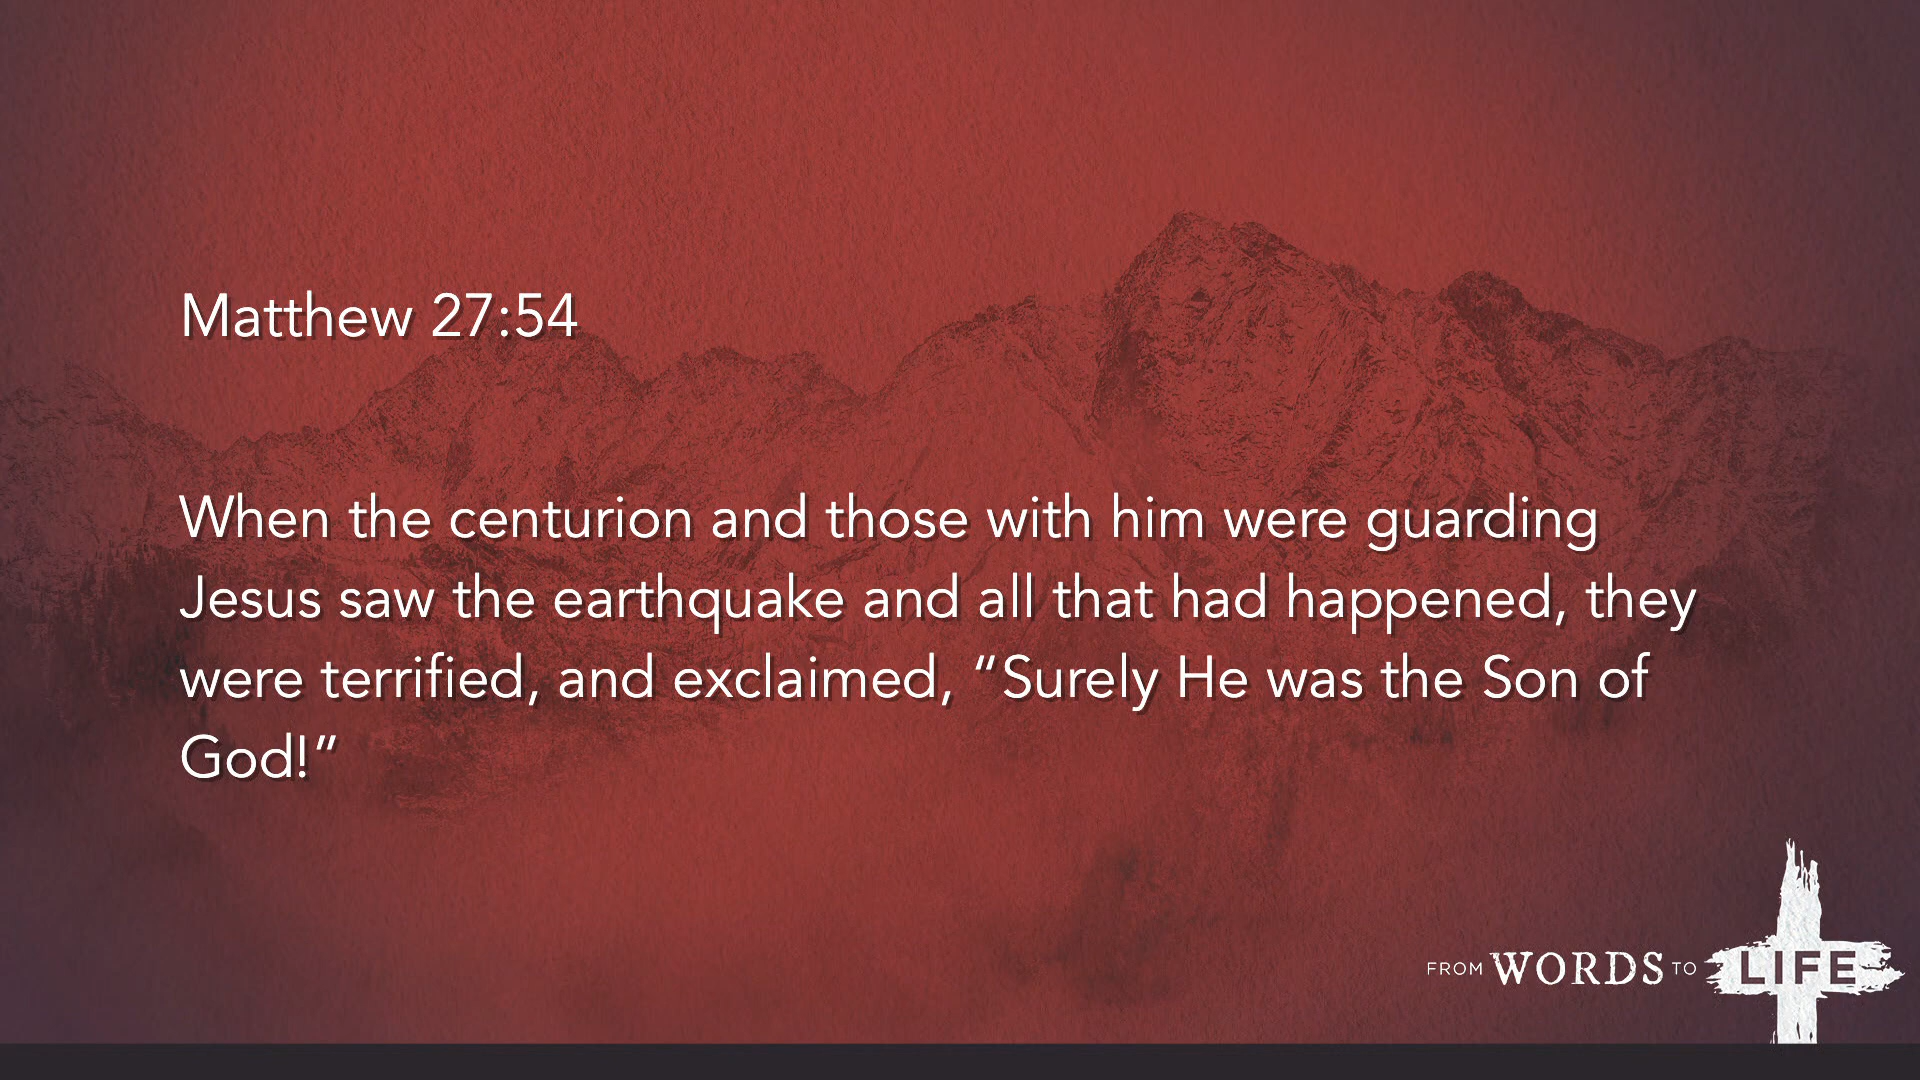 Matthew 27:54
When the centurion and those with him were guarding
Jesus saw the earthquake and all that had happened, they
were terrified, and exclaimed, “Surely He was the Son of
God!”
FROM WORDS TO LIFE